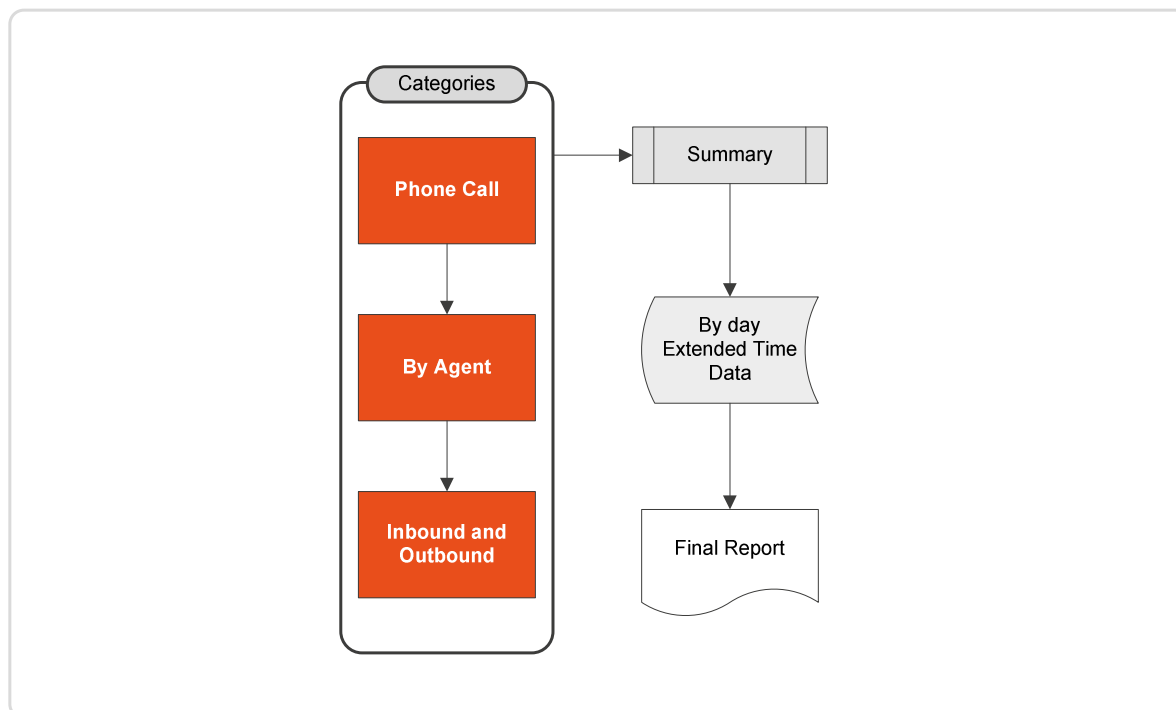 Categories
Phone Call
By Agent
Inbound and
Outbound
Summary
By day
Extended Time
Data
Final Report